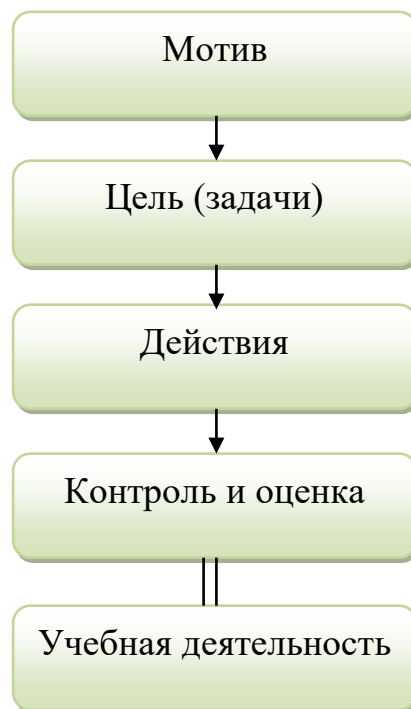 Мотив
Цель (задачи)
Действия
Контроль и оценка
Учебная деятельность